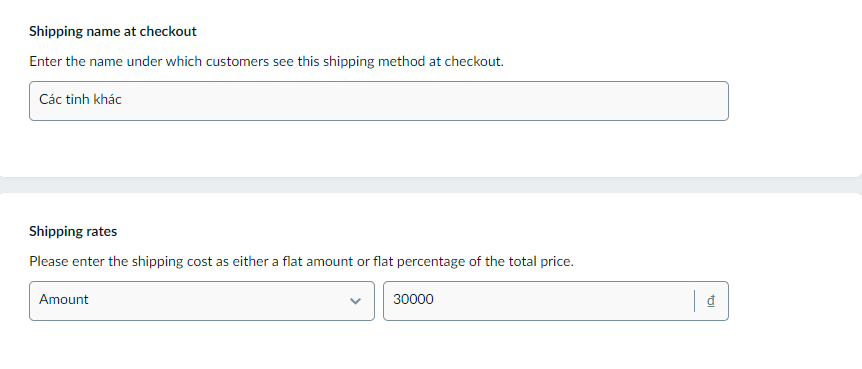 Shipping name at checkout
Enter the name under which customers see this shipping method at checkout.
Các tỉnh khác
Shipping rates
Please enter the shipping cost as either a flat amount or flat percentage of the total price.
Amount
30000
₫